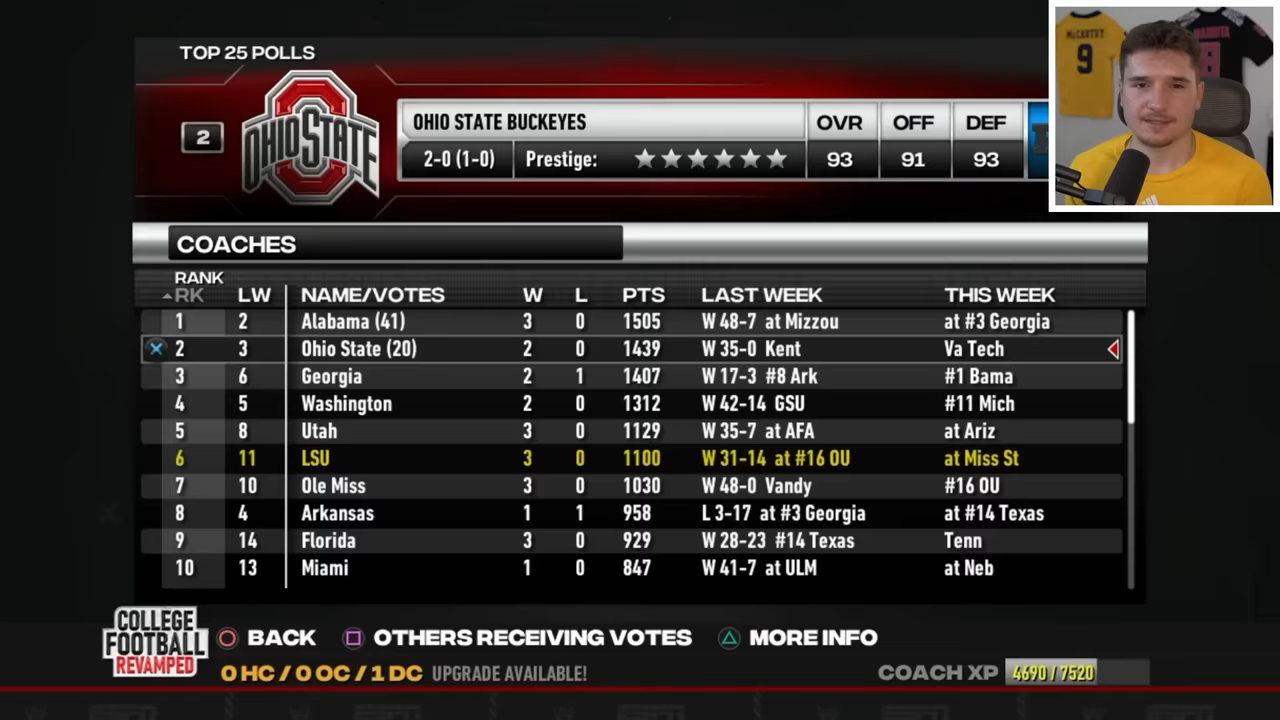 TOP 25 POLLS
McCARTHY
9
8
2
OHIO STATE
OHIO STATE BUCKEYES OVR OFF DEF
2-0 (1-0) Prestige: 93 91 93
COACHES
RANK
RK LW NAME/VOTES W L PTS LAST WEEK THIS WEEK
1 2 Alabama (41) 3 0 1505 W 48-7 at Mizzou at #3 Georgia
2 3 Ohio State (20) 2 0 1439 W 35-0 Kent Va Tech
3 6 Georgia 2 1 1407 W 17-3 #8 Ark #1 Bama
4 5 Washington 2 0 1312 W 42-14 GSU #11 Mich
5 8 Utah 3 0 1129 W 35-7 at AFA at Ariz
6 11 LSU 3 0 1100 W 31-14 at #16 OU at Miss St
7 10 Ole Miss 3 0 1030 W 48-0 Vandy #16 OU
8 4 Arkansas 1 1 958 L 3-17 at #3 Georgia at #14 Texas
9 14 Florida 3 0 929 W 28-23 #14 Texas Tenn
10 13 Miami 1 0 847 W 41-7 at ULM at Neb
COLLEGE
FOOTBALL
REVAMPED
BACK OTHERS RECEIVING VOTES MORE INFO
0 HC / 0 OC / 1 DC UPGRADE AVAILABLE! COACH XP 4690 / 7520